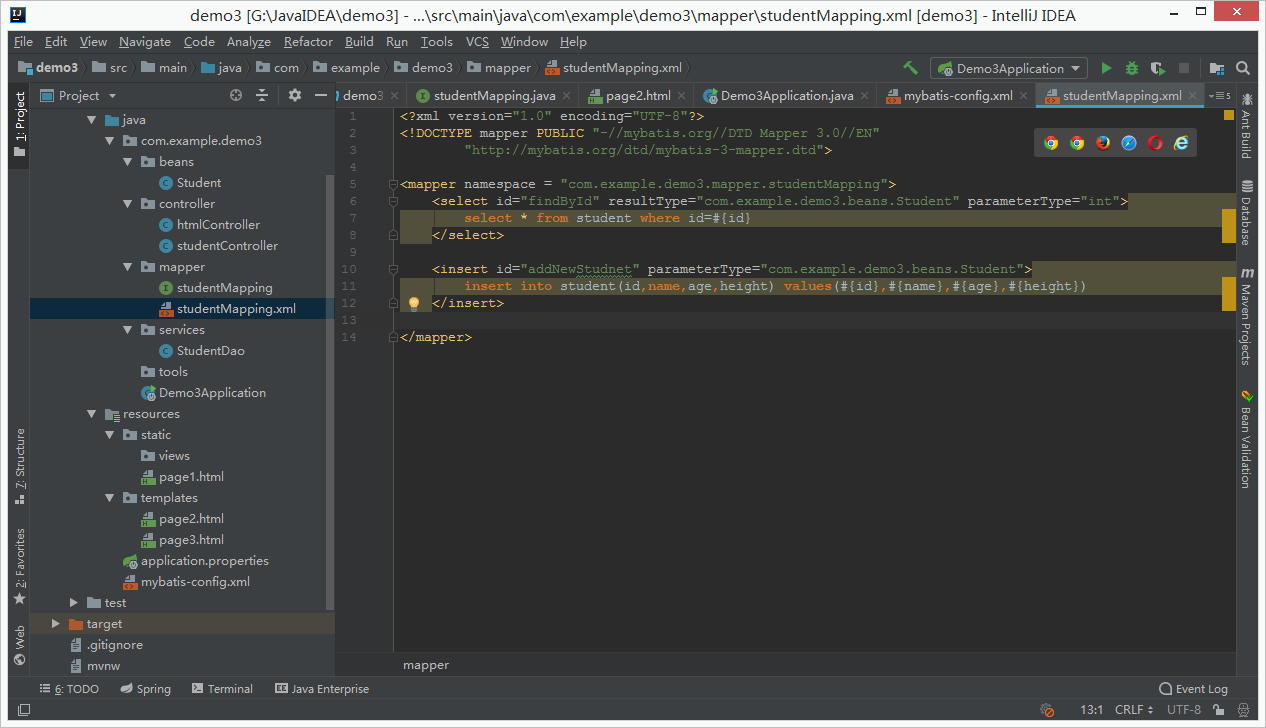 demo3 [G:\JavaIDEA\demo3] - ...\src\main\java\com\example\demo3\mapper\studentMapping.xml [demo3] - IntelliJ IDEA
File Edit View Navigate Code Analyze Refactor Build Run Tools VCS Window Help
demo3 src main java com example demo3 mapper studentMapping.xml Demo3Application
Project demo3 studentMapping.java page2.html Demo3Application.java mybatis-config.xml studentMapping.xml 5
1: Project
7: Structure
2: Favorites
Web
java
com.example.demo3
beans
Student
controller
htmlController
studentController
mapper
studentMapping
studentMapping.xml
services
StudentDao
tools
Demo3Application
resources
static
views
page1.html
templates
page2.html
page3.html
application.properties
mybatis-config.xml
test
target
.gitignore
mvnw
1 <?xml version="1.0" encoding="UTF-8"?>
2 <!DOCTYPE mapper PUBLIC "-//mybatis.org//DTD Mapper 3.0//EN"
3 "http://mybatis.org/dtd/mybatis-3-mapper.dtd">
4
5 <mapper namespace = "com.example.demo3.mapper.studentMapping">
6 <select id="findById" resultType="com.example.demo3.beans.Student" parameterType="int">
7 select * from student where id=#{id}
8 </select>
9
10 <insert id="addNewStudnet" parameterType="com.example.demo3.beans.Student">
11 insert into student(id,name,age,height) values(#{id},#{name},#{age},#{height})
12 </insert>
13
14 </mapper>
mapper
Ant Build
Database
m Maven Projects
Bean Validation
6: TODO Spring Terminal Java Enterprise Event Log
13:1 CRLF UTF-8